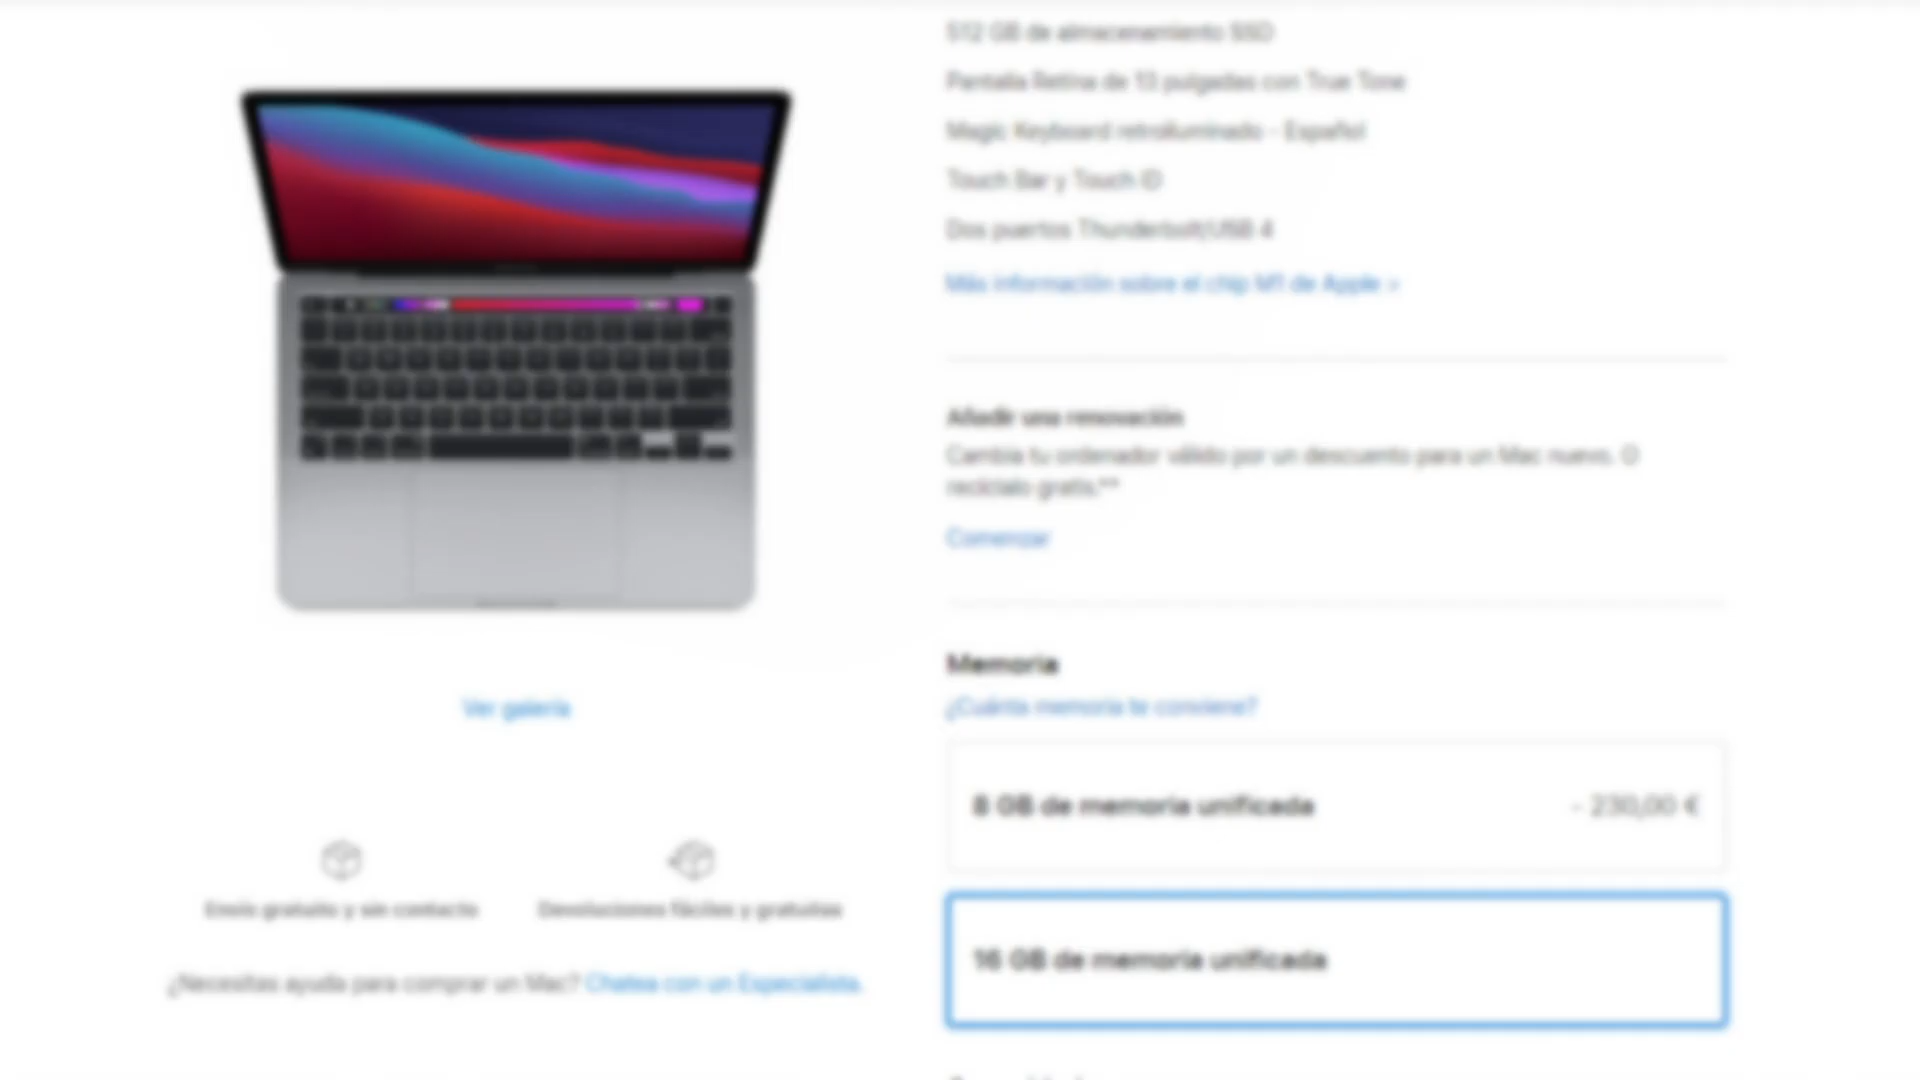 512 GB de almacenamiento SSD
Pantalla Retina de 13 pulgadas con True Tone
Magic Keyboard retroiluminado - Español
Touch Bar y Touch ID
Dos puertos Thunderbolt/USB 4
Más información sobre el chip M1 de Apple >
Añadir una renovación
Cambia tu ordenador válido por un descuento para un Mac nuevo. O
recíclalo gratis.**
Comenzar
Memoria
¿Cuánta memoria te conviene?
8 GB de memoria unificada
- 230,00 €
16 GB de memoria unificada
Ver galería
Envío gratuito y sin contacto
Devoluciones fáciles y gratuitas
¿Necesitas ayuda para comprar un Mac? Chatea con un Especialista.